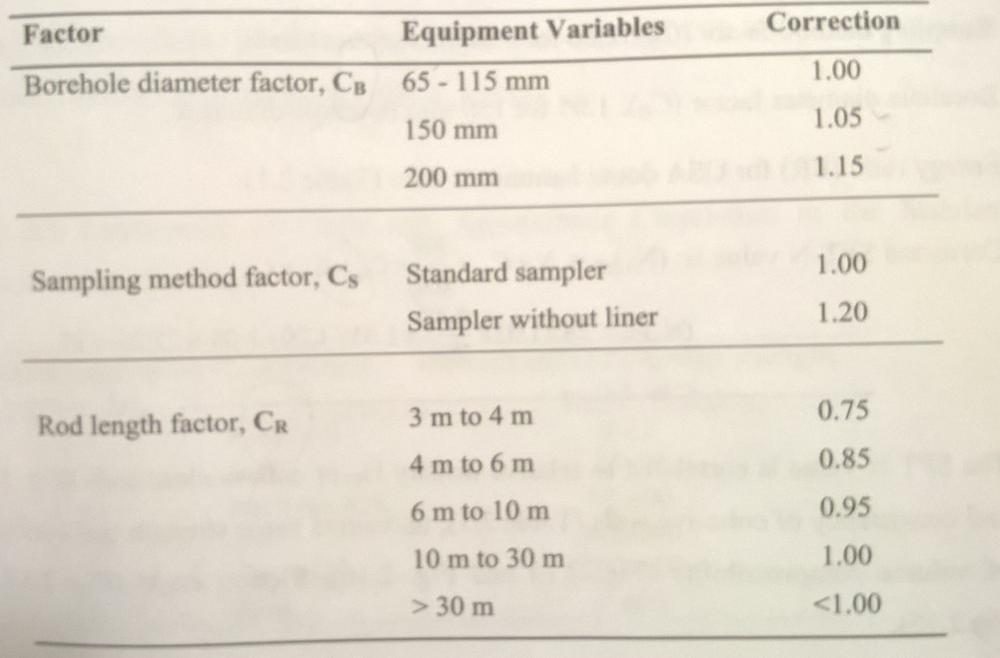 Factor Equipment Variables Correction
Borehole diameter factor, CB 65 - 115 mm 1.00
150 mm 1.05
200 mm 1.15
Sampling method factor, CS Standard sampler 1.00
Sampler without liner 1.20
Rod length factor, CR 3 m to 4 m 0.75
4 m to 6 m 0.85
6 m to 10 m 0.95
10 m to 30 m 1.00
> 30 m <1.00